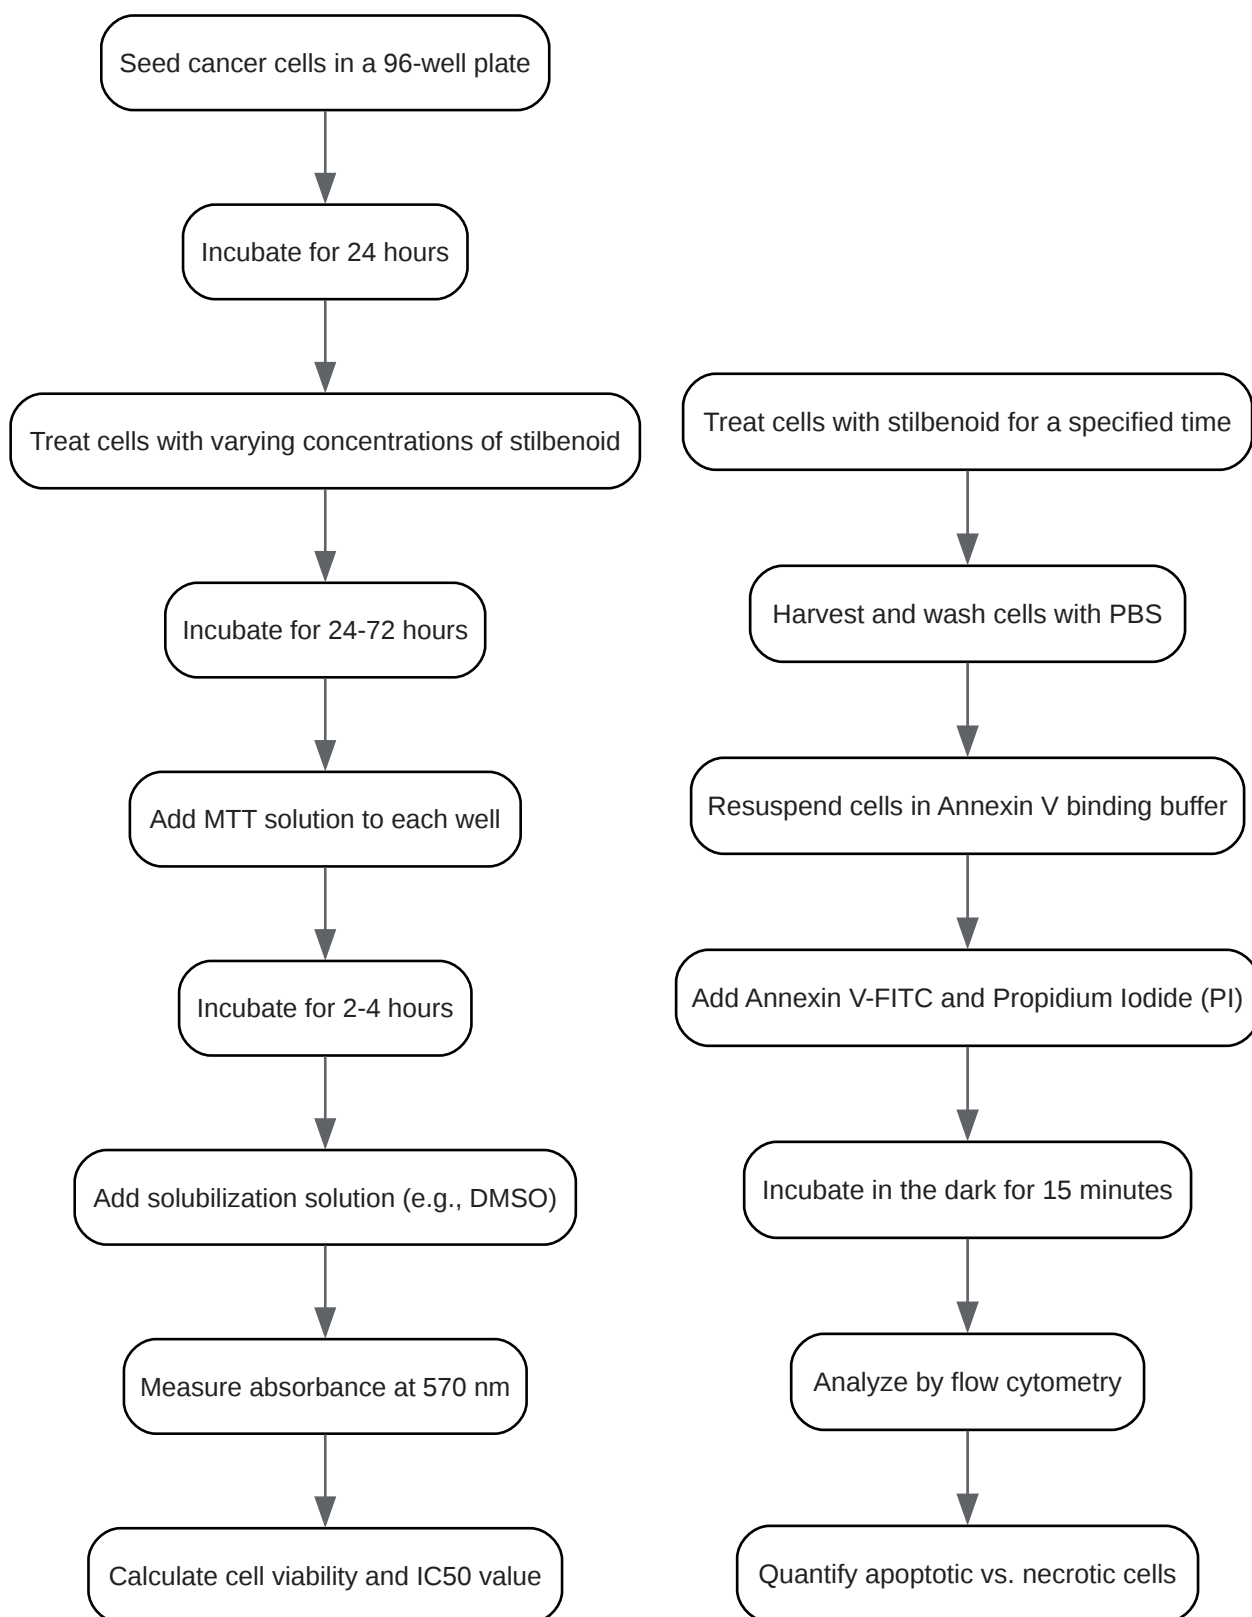 Seed cancer cells in a 96-well plate
Incubate for 24 hours
Treat cells with varying concentrations of stilbenoid
Incubate for 24-72 hours
Add MTT solution to each well
Incubate for 2-4 hours
Add solubilization solution (e.g., DMSO)
Measure absorbance at 570 nm
Calculate cell viability and IC50 value
Treat cells with stilbenoid for a specified time
Harvest and wash cells with PBS
Resuspend cells in Annexin V binding buffer
Add Annexin V-FITC and Propidium Iodide (PI)
Incubate in the dark for 15 minutes
Analyze by flow cytometry
Quantify apoptotic vs. necrotic cells